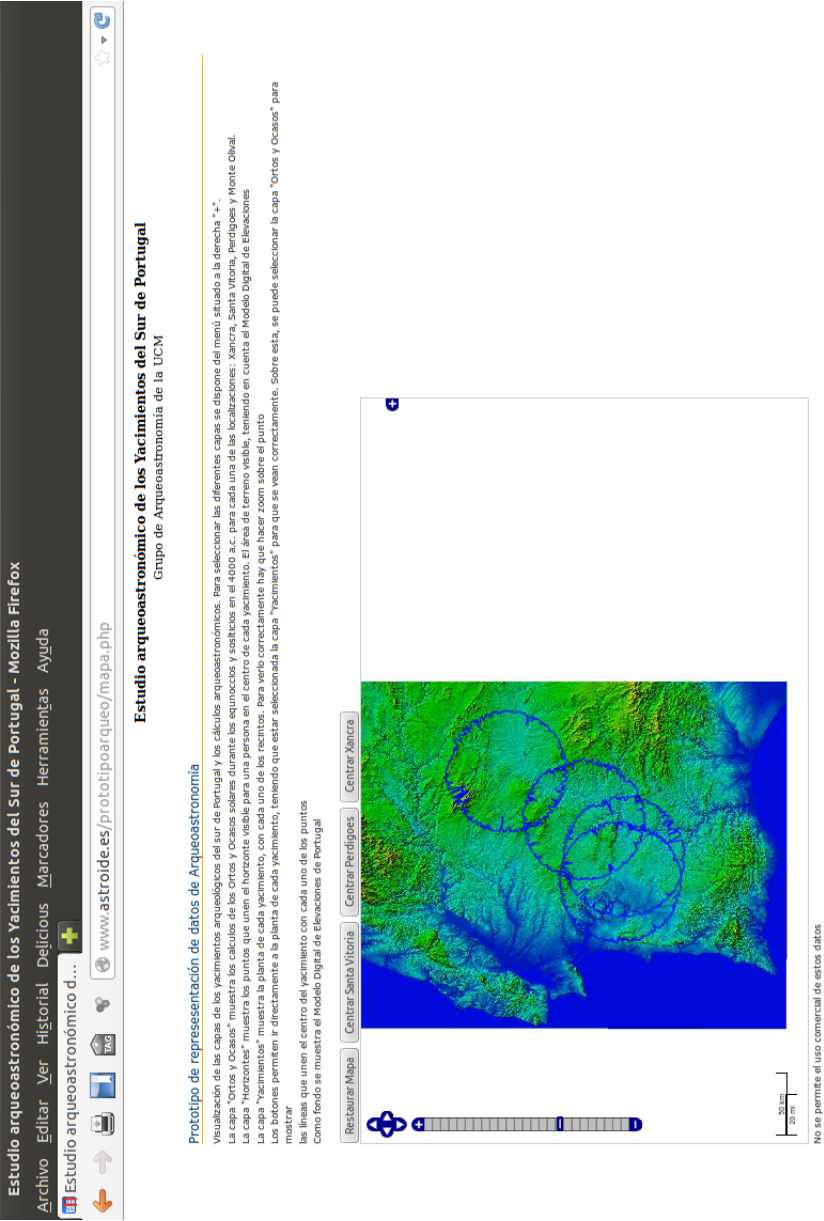 Estudio arqueoastronómico de los Yacimientos del Sur de Portugal - Mozilla Firefox
Archivo Editar Ver Historial Delicious Marcadores Herramientas Ayuda
Estudio arqueoastronómico d...
TAG
www.astroide.es/prototipoarqueo/mapa.php
Estudio arqueoastronómico de los Yacimientos del Sur de Portugal
Grupo de Arqueoastronomía de la UCM
Prototipo de represesentación de datos de Arqueoastronomía
Visualización de las capas de los yacimientos arqueológicos del sur de Portugal y los cálculos arqueoastronómicos. Para seleccionar las diferentes capas se dispone del menú situado a la derecha "+".
La capa "Ortos y Ocasos" muestra los calculos de los Ortos y Ocasos solares durante los equnoccios y soslticios en el 4000 a.c. para cada una de las localizaciones: Xancra, Santa Vitoria, Perdigoes y Monte Olival.
La capa "Horizontes" muestra los puntos que unen el horizonte visible para una persona en el centro de cada yacimiento. El área de terreno visible, teniendo en cuenta el Modelo Digital de Elevaciones
La capa "Yacimientos" muestra la planta de cada yacimiento, con cada uno de los recintos. Para verlo correctamente hay que hacer zoom sobre el punto
Los botones permiten ir directamente a la planta de cada yacimiento, teniendo que estar seleccionada la capa "Yacimientos" para que se vean correctamente. Sobre esta, se puede seleccionar la capa "Ortos y Ocasos" para
mostrar
las líneas que unen el centro del yacimiento con cada uno de los puntos
Como fondo se muestra el Modelo Digital de Elevaciones de Portugal
Restaurar Mapa Centrar Santa Vitoria Centrar Perdigoes Centrar Xancra
50 km
20 mi
No se permite el uso comercial de estos datos